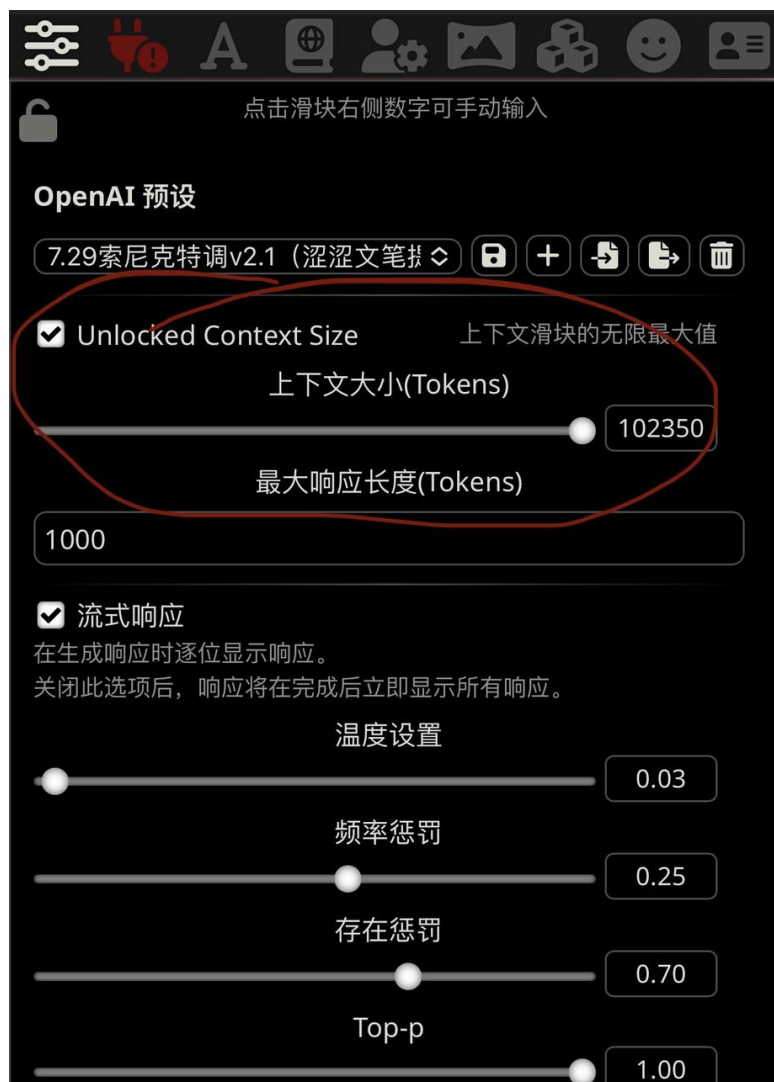 点击滑块右侧数字可手动输入
OpenAI 预设
7.29索尼克特调v2.1（涩涩文笔
Unlocked Context Size
上下文滑块的无限最大值
上下文大小(Tokens)
102350
最大响应长度(Tokens)
1000
流式响应
在生成响应时逐位显示响应。
关闭此选项后，响应将在完成后立即显示所有响应。
温度设置
0.03
频率惩罚
0.25
存在惩罚
0.70
Top-p
1.00